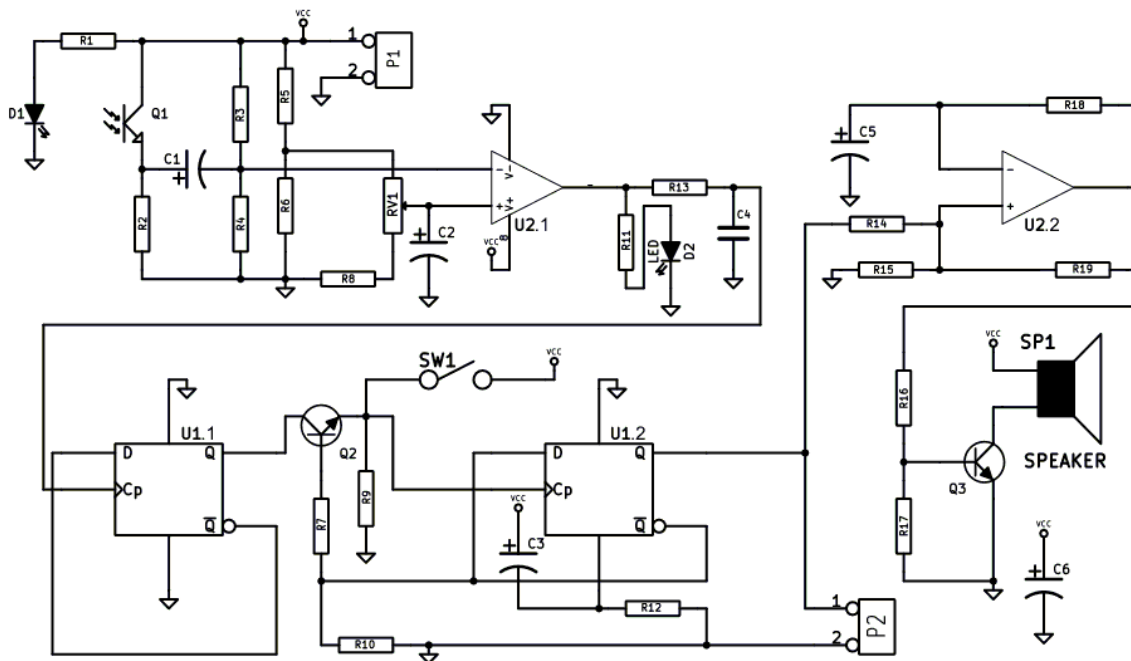 VCC
R1
1
P1
2
D1
Q1
R3
R5
C1
R2
R4
R6
RV1
- V-
+ V+
U2.1
8
VCC
C2
R8
-
R13
R11
LED
D2
C4
C5
R18
-
+
U2.2
R14
R15
R19
SW1
VCC
VCC
SP1
SPEAKER
R16
Q3
R17
U1.1
D Q
Cp
Q
Q2
R7
R9
U1.2
D Q
Cp
Q
VCC
C3
R12
R10
1
2
P2
VCC
C6